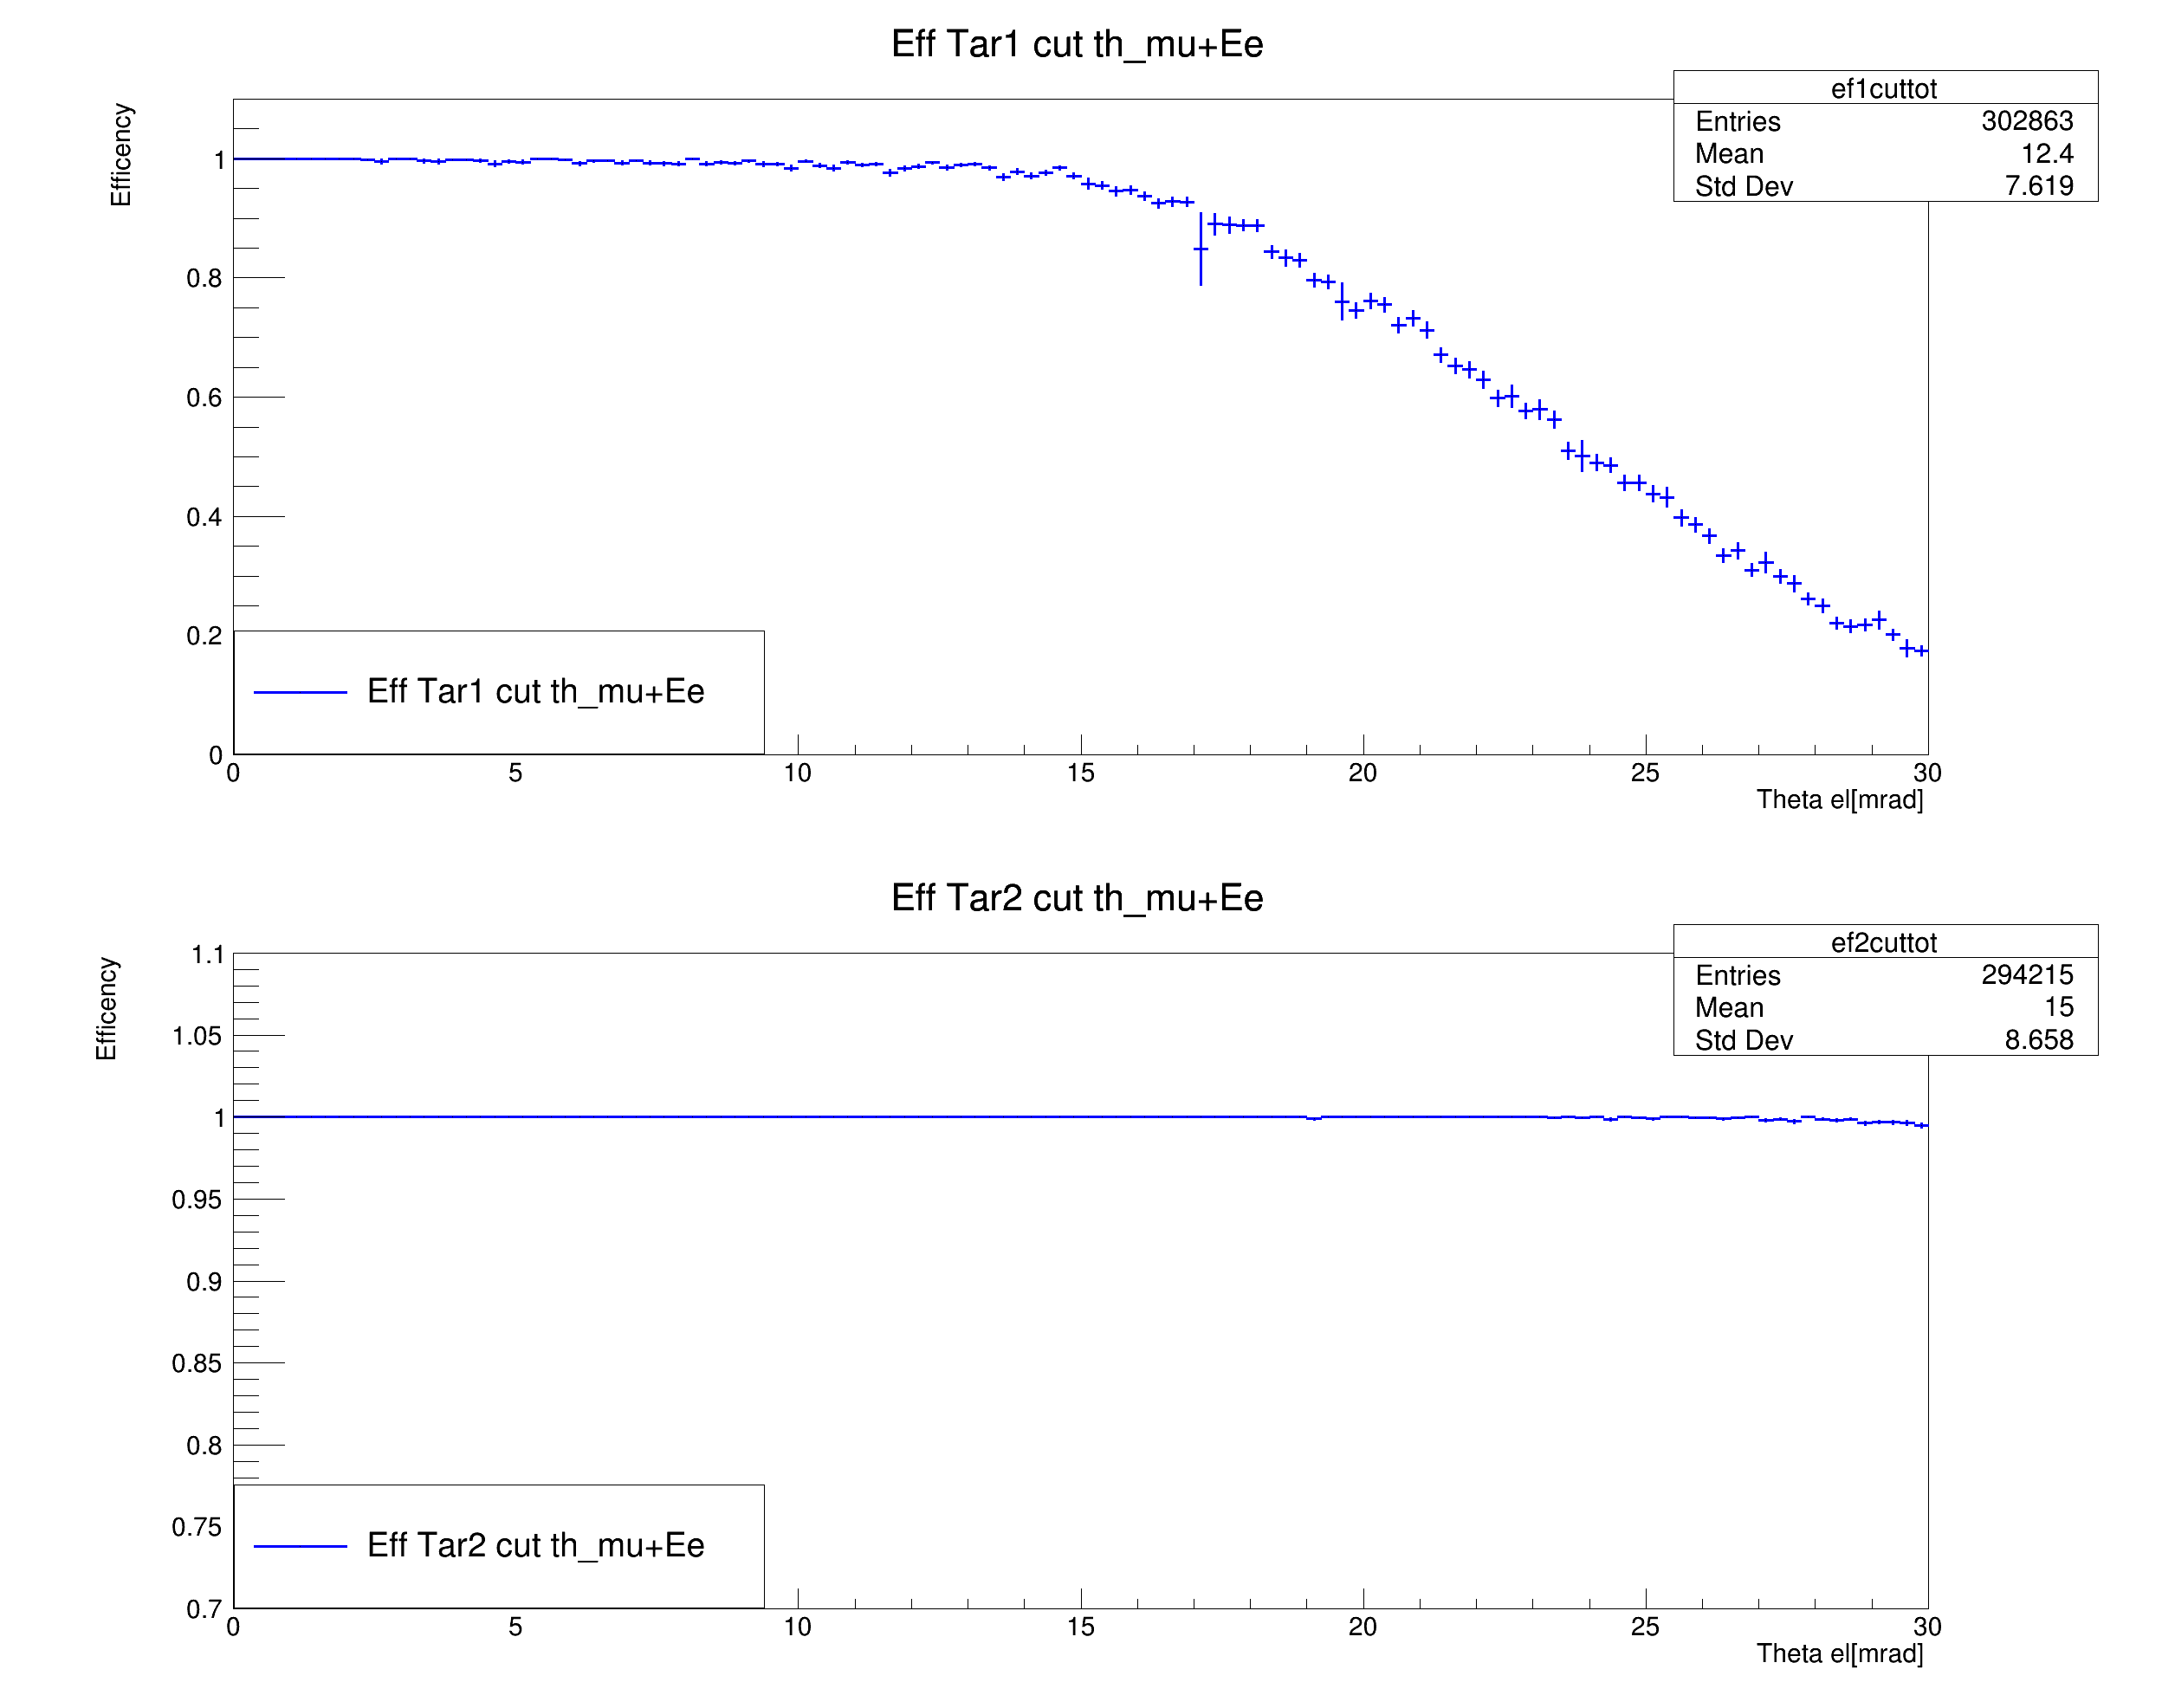 Eff Tar1 cut th_mu+Ee
ef1cuttot
Entries 302863
Mean 12.4
Std Dev 7.619
Efficency
1
0.8
0.6
0.4
0.2
0
Eff Tar1 cut th_mu+Ee
0 5 10 15 20 25 30
Theta el[mrad]
Eff Tar2 cut th_mu+Ee
ef2cuttot
Entries 294215
Mean 15
Std Dev 8.658
Efficency
1.1
1.05
1
0.95
0.9
0.85
0.8
0.75
0.7
Eff Tar2 cut th_mu+Ee
0 5 10 15 20 25 30
Theta el[mrad]